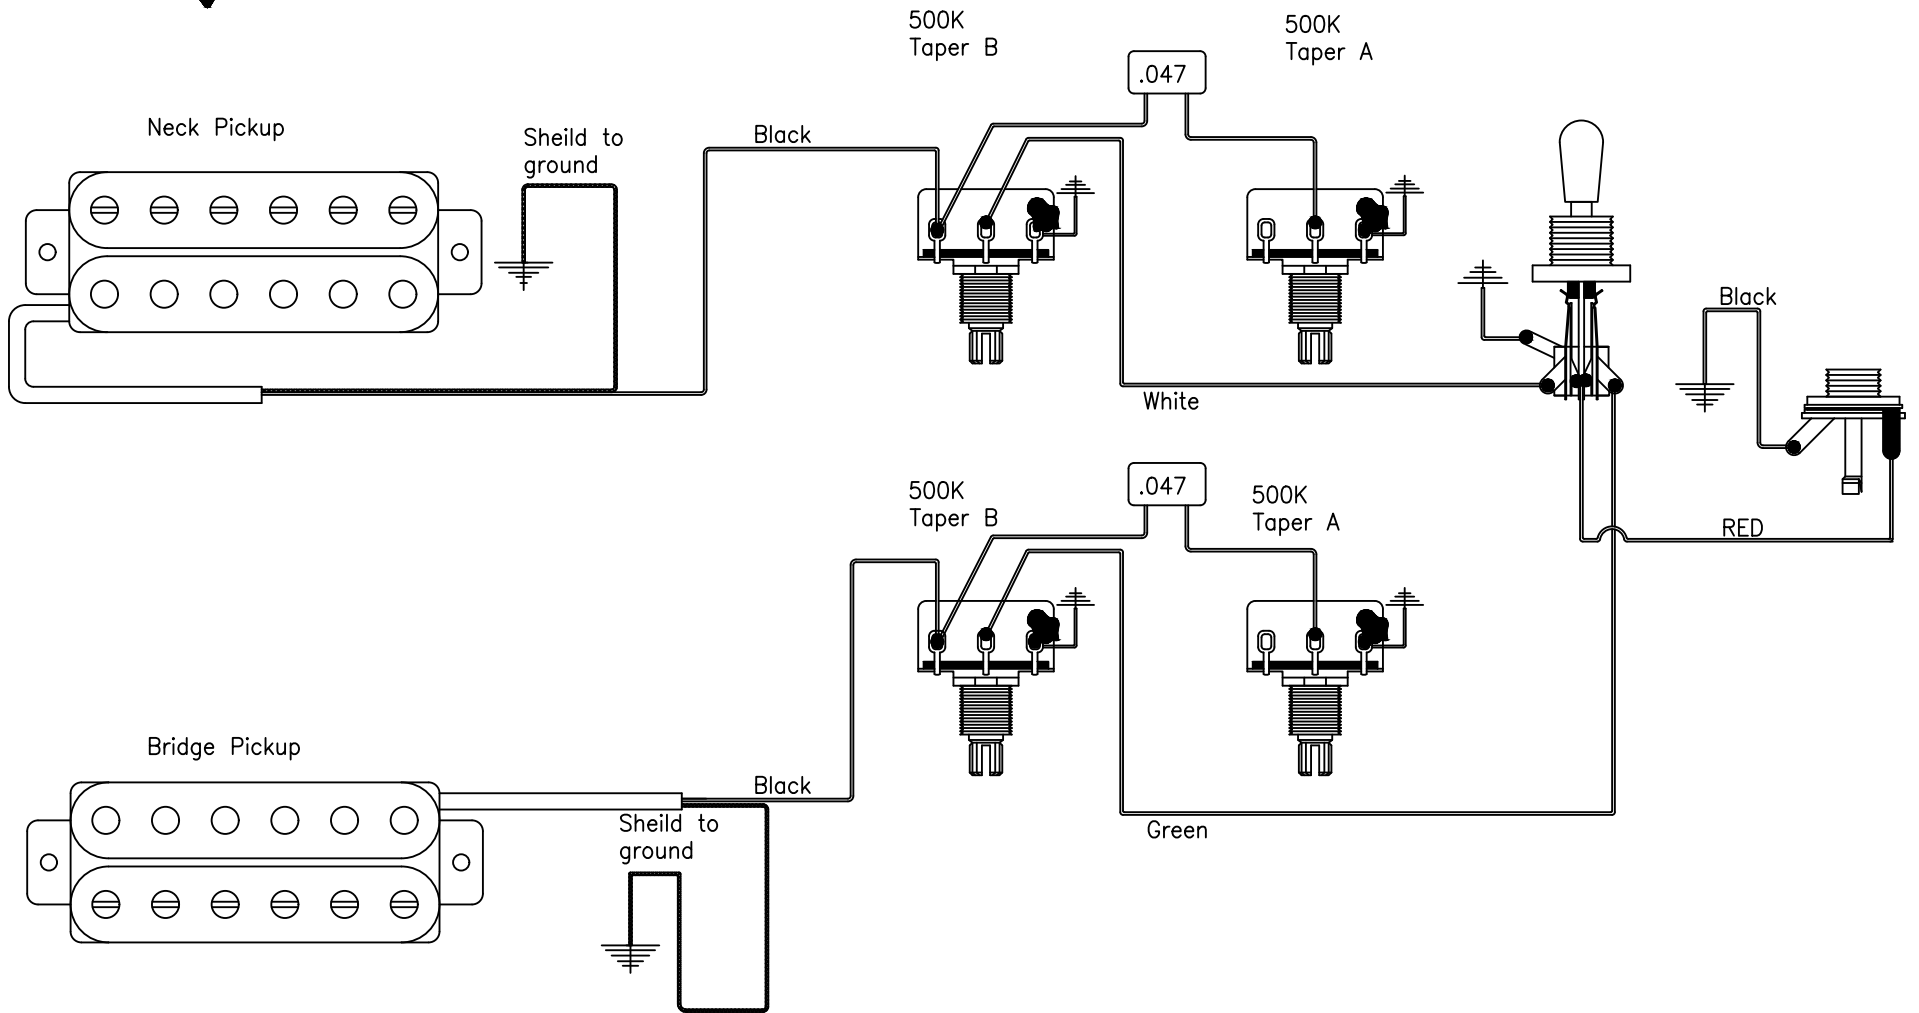 500K
Taper B
500K
Taper A
.047
Neck Pickup
Sheild to
ground
Black
Black
White
500K
Taper B
.047
500K
Taper A
RED
Bridge Pickup
Black
Sheild to
ground
Green